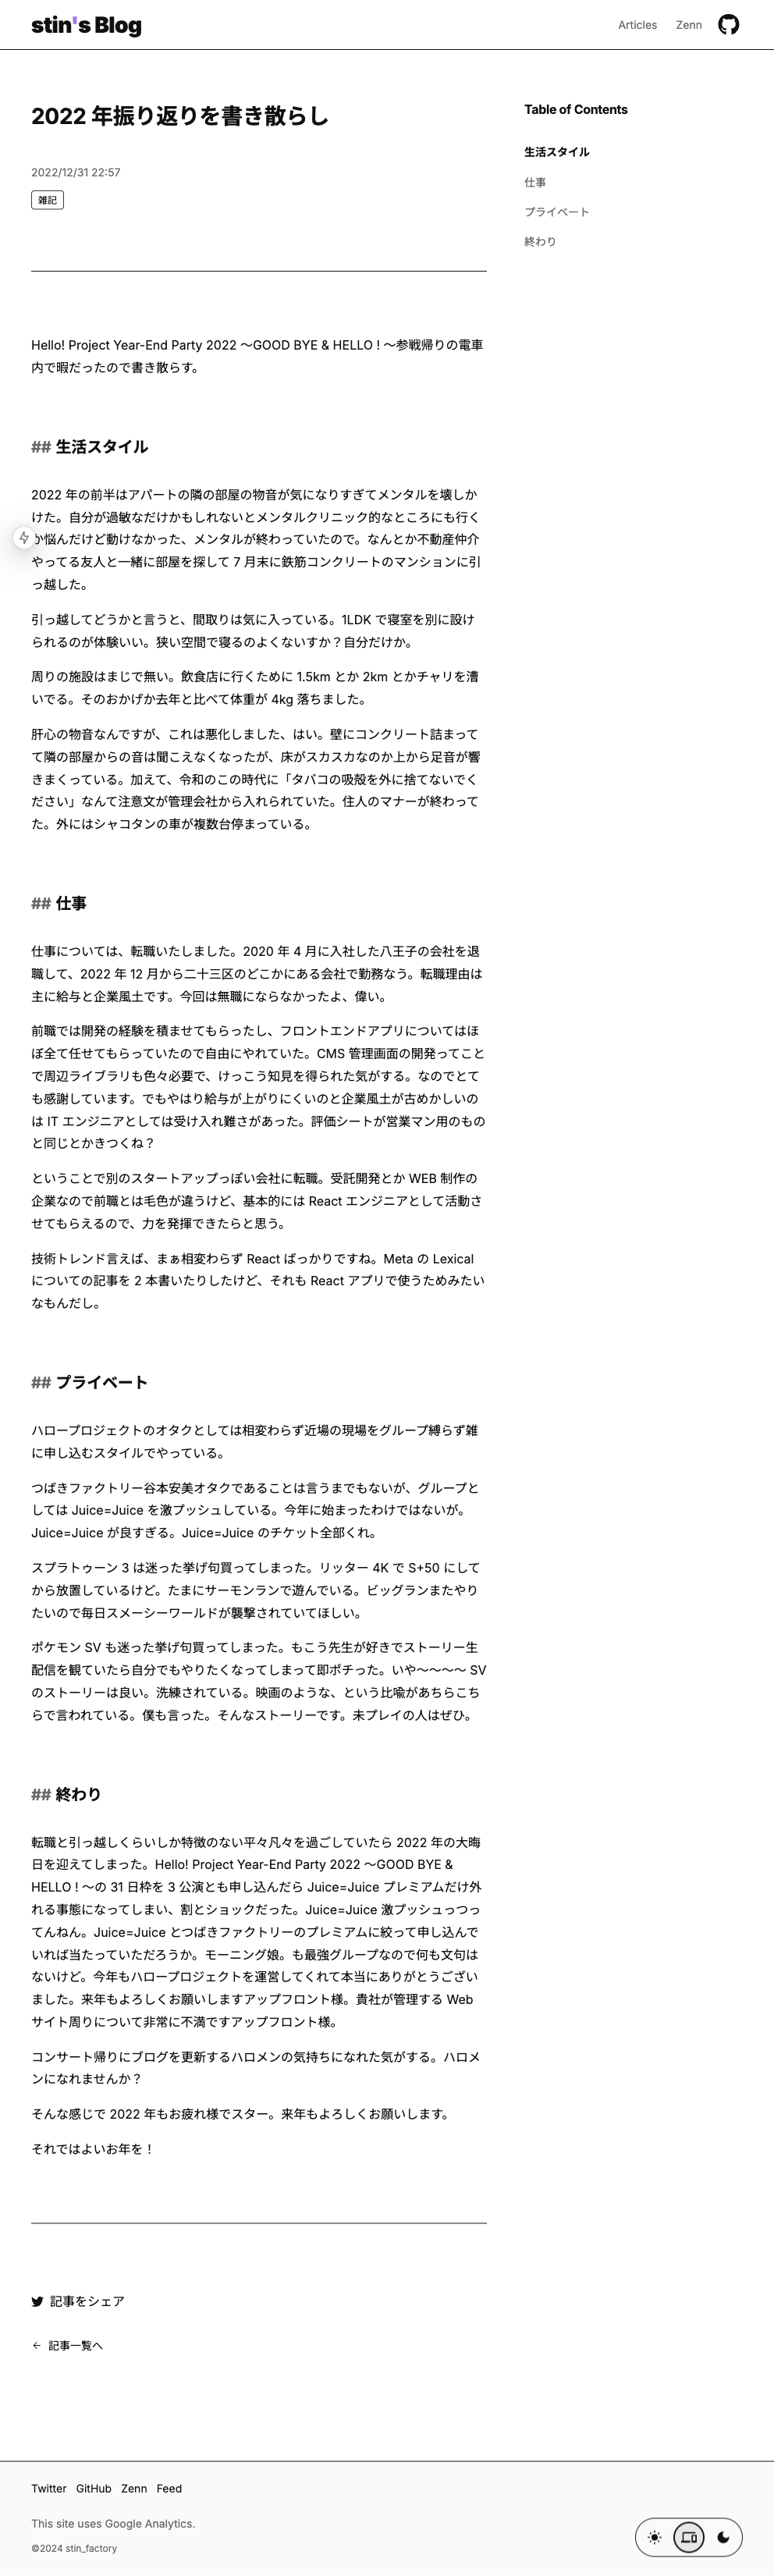 stin's Blog
Articles
Zenn
2022 年振り返りを書き散らし
2022/12/31 22:57
雑記
Table of Contents
生活スタイル
仕事
プライベート
終わり
Hello! Project Year-End Party 2022 〜GOOD BYE & HELLO ! 〜参戦帰りの電車
内で暇だったので書き散らす。
## 生活スタイル
2022 年の前半はアパートの隣の部屋の物音が気になりすぎてメンタルを壊しか
けた。自分が過敏なだけかもしれないとメンタルクリニック的なところにも行く
か悩んだけど動けなかった、メンタルが終わっていたので。なんとか不動産仲介
やってる友人と一緒に部屋を探して 7 月末に鉄筋コンクリートのマンションに引
っ越した。
引っ越してどうかと言うと、間取りは気に入っている。1LDK で寝室を別に設け
られるのが体験いい。狭い空間で寝るのよくないすか？自分だけか。
周りの施設はまじで無い。飲食店に行くために 1.5km とか 2km とかチャリを漕
いでる。そのおかげか去年と比べて体重が 4kg 落ちました。
肝心の物音なんですが、これは悪化しました、はい。壁にコンクリート詰まって
て隣の部屋からの音は聞こえなくなったが、床がスカスカなのか上から足音が響
きまくっている。加えて、令和のこの時代に「タバコの吸殻を外に捨てないでく
ださい」なんて注意文が管理会社から入れられていた。住人のマナーが終わって
た。外にはシャコタンの車が複数台停まっている。
## 仕事
仕事については、転職いたしました。2020 年 4 月に入社した八王子の会社を退
職して、2022 年 12 月から二十三区のどこかにある会社で勤務なう。転職理由は
主に給与と企業風土です。今回は無職にならなかったよ、偉い。
前職では開発の経験を積ませてもらったし、フロントエンドアプリについてはほ
ぼ全て任せてもらっていたので自由にやれていた。CMS 管理画面の開発ってこと
で周辺ライブラリも色々必要で、けっこう知見を得られた気がする。なのでとて
も感謝しています。でもやはり給与が上がりにくいのと企業風土が古めかしいの
は IT エンジニアとしては受け入れ難さがあった。評価シートが営業マン用のもの
と同じとかきつくね？
ということで別のスタートアップっぽい会社に転職。受託開発とか WEB 制作の
企業なので前職とは毛色が違うけど、基本的には React エンジニアとして活動さ
せてもらえるので、力を発揮できたらと思う。
技術トレンド言えば、まぁ相変わらず React ばっかりですね。Meta の Lexical
についての記事を 2 本書いたりしたけど、それも React アプリで使うためみたい
なもんだし。
## プライベート
ハロープロジェクトのオタクとしては相変わらず近場の現場をグループ縛らず雑
に申し込むスタイルでやっている。
つばきファクトリー谷本安美オタクであることは言うまでもないが、グループと
しては Juice=Juice を激プッシュしている。今年に始まったわけではないが。
Juice=Juice が良すぎる。Juice=Juice のチケット全部くれ。
スプラトゥーン 3 は迷った挙げ句買ってしまった。リッター 4K で S+50 にして
から放置しているけど。たまにサーモンランで遊んでいる。ビッグランまたやり
たいので毎日スメーシーワールドが襲撃されていてほしい。
ポケモン SV も迷った挙げ句買ってしまった。もこう先生が好きでストーリー生
配信を観ていたら自分でもやりたくなってしまって即ポチった。いや〜〜〜〜 SV
のストーリーは良い。洗練されている。映画のような、という比喩があちらこち
らで言われている。僕も言った。そんなストーリーです。未プレイの人はぜひ。
## 終わり
転職と引っ越しくらいしか特徴のない平々凡々を過ごしていたら 2022 年の大晦
日を迎えてしまった。Hello! Project Year-End Party 2022 〜GOOD BYE &
HELLO ! 〜の 31 日枠を 3 公演とも申し込んだら Juice=Juice プレミアムだけ外
れる事態になってしまい、割とショックだった。Juice=Juice 激プッシュっつっ
てんねん。Juice=Juice とつばきファクトリーのプレミアムに絞って申し込んで
いれば当たっていただろうか。モーニング娘。も最強グループなので何も文句は
ないけど。今年もハロープロジェクトを運営してくれて本当にありがとうござい
ました。来年もよろしくお願いしますアップフロント様。貴社が管理する Web
サイト周りについて非常に不満ですアップフロント様。
コンサート帰りにブログを更新するハロメンの気持ちになれた気がする。ハロメ
ンになれませんか？
そんな感じで 2022 年もお疲れ様でスター。来年もよろしくお願いします。
それではよいお年を！
記事をシェア
← 記事一覧へ
Twitter GitHub Zenn Feed
This site uses Google Analytics.
©2024 stin_factory